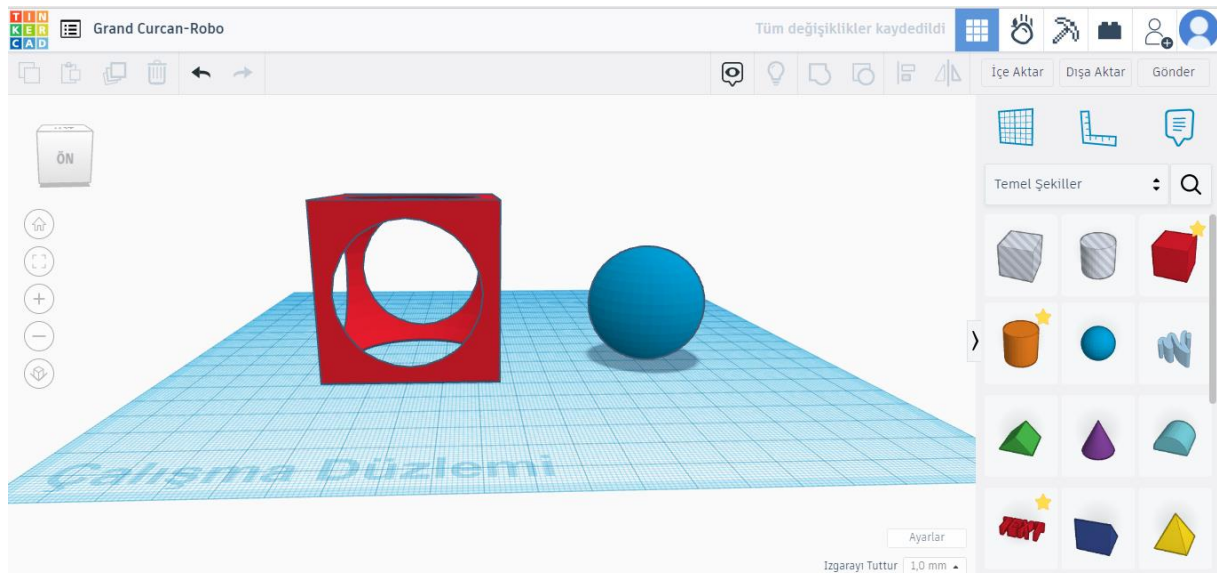 TIN
KER
CAD
Grand Curcan-Robo
Tüm değişiklikler kaydedildi
İçe Aktar
Dışa Aktar
Gönder
ÖN
Temel Şekiller
Çalışma Düzlemi
TEXT
Ayarlar
Izgarayı Tuttur 1,0 mm